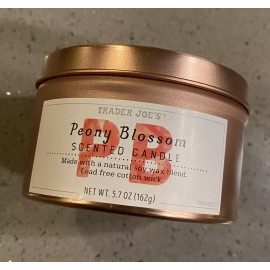 TRADER JOE'S
PB
Peony Blossom
SCENTED CANDLE
Made with a natural soy wax blend.
Lead free cotton wick
NET WT. 5.7 OZ (162g)